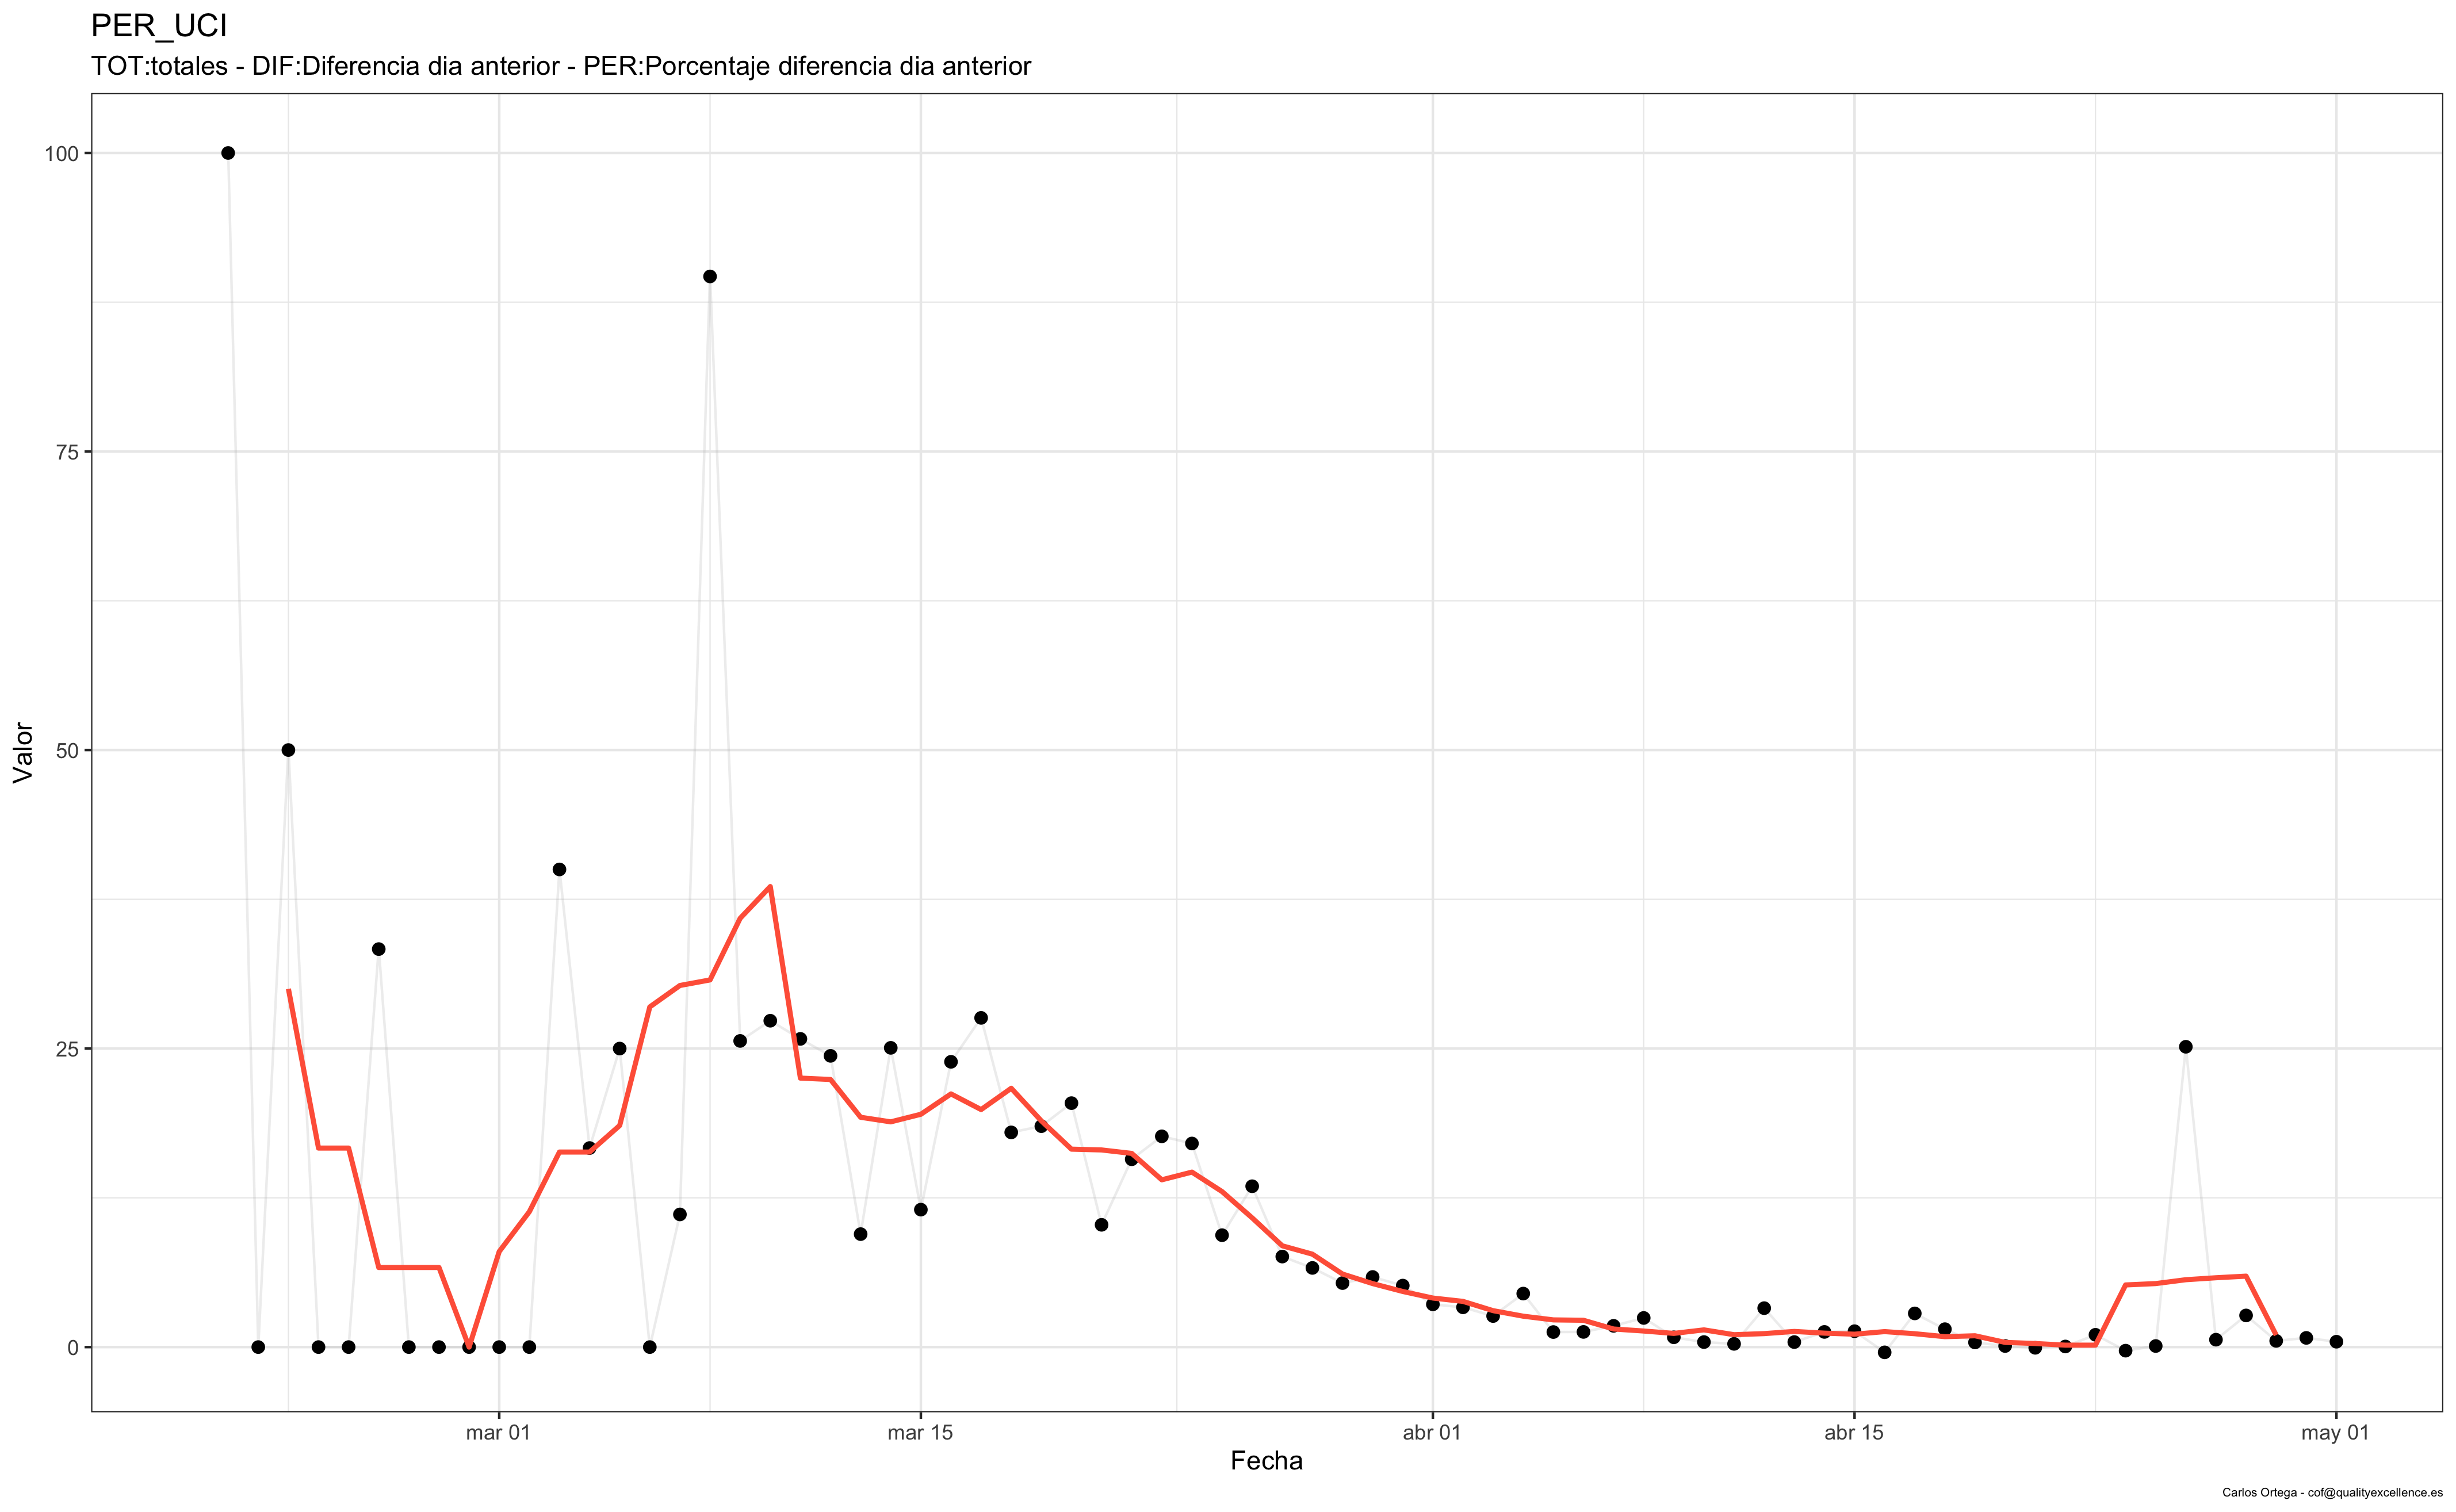 PER_UCI
TOT:totales - DIF:Diferencia dia anterior - PER:Porcentaje diferencia dia anterior
100
75
50
25
0
Valor
mar 01 mar 15 abr 01 abr 15 may 01
Fecha
Carlos Ortega - cof@qualityexcellence.es